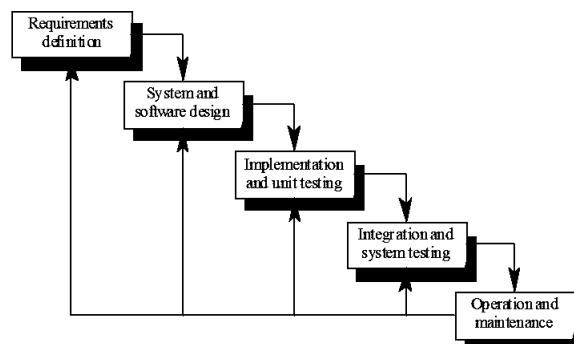 Requirements
definition
System and
software design
Implementation
and unit testing
Integration and
system testing
Operation and
maintenance